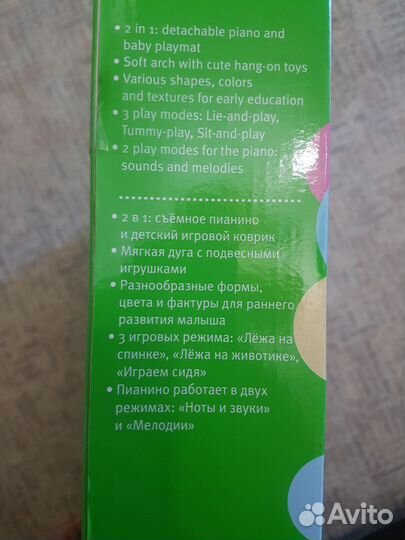 • 2 in 1: detachable piano and
baby playmat
• Soft arch with cute hang-on toys
• Various shapes, colors
and textures for early education
• 3 play modes: Lie-and-play,
Tummy-play, Sit-and-play
• 2 play modes for the piano:
sounds and melodies
• 2 в 1: съёмное пианино
и детский игровой коврик
• Мягкая дуга с подвесными
игрушками
• Разнообразные формы,
цвета и фактуры для раннего
развития малыша
• 3 игровых режима: «Лёжа на
спинке», «Лёжа на животике»,
«Играем сидя»
• Пианино работает в двух
режимах: «Ноты и звуки»
и «Мелодии»
Avito